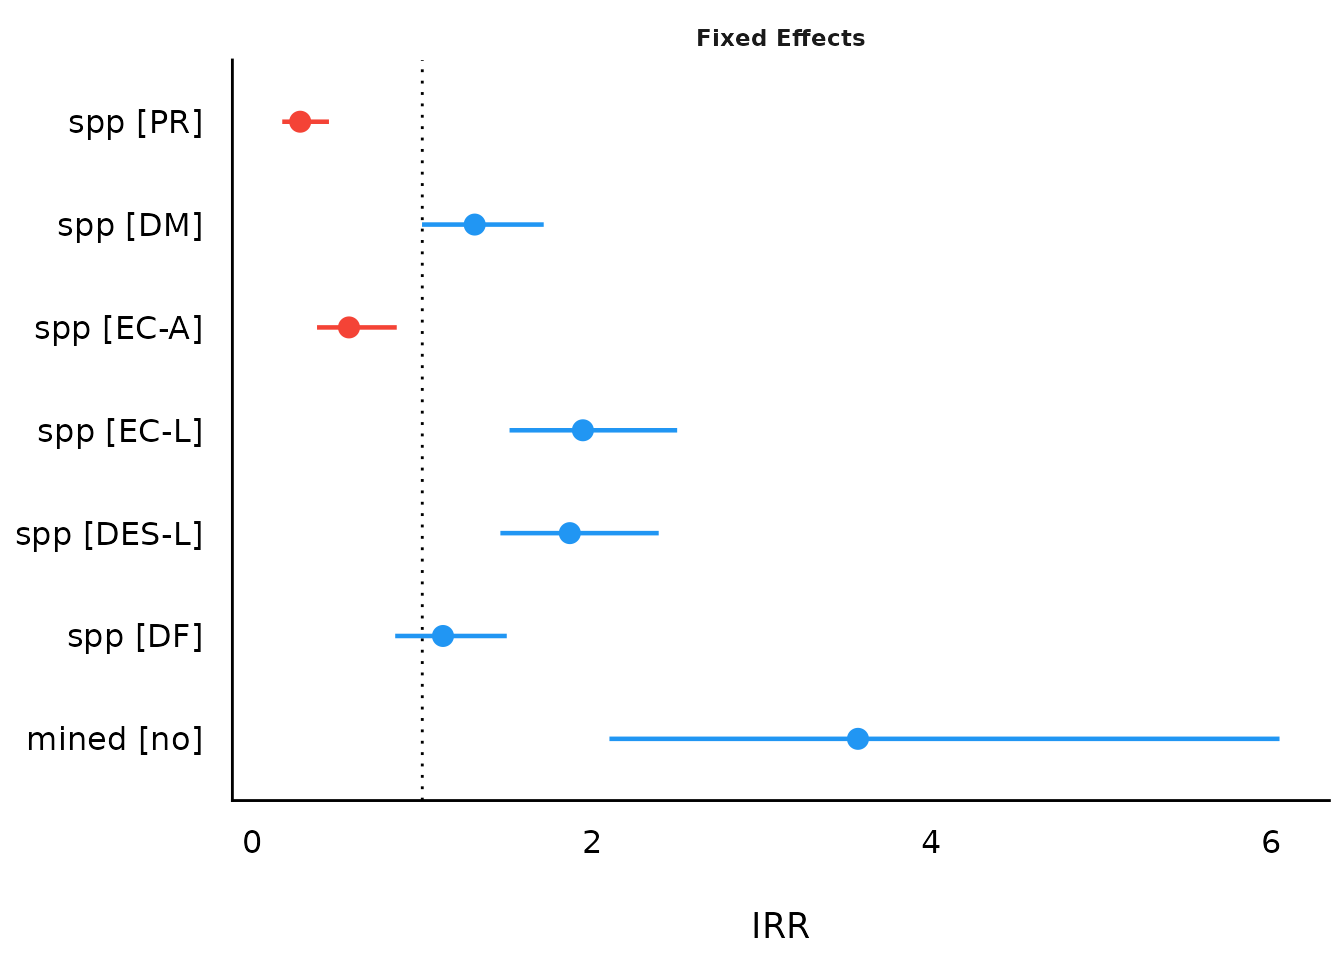 Fixed Effects
spp [PR]
spp [DM]
spp [EC-A]
spp [EC-L]
spp [DES-L]
spp [DF]
mined [no]
0 2 4 6
IRR